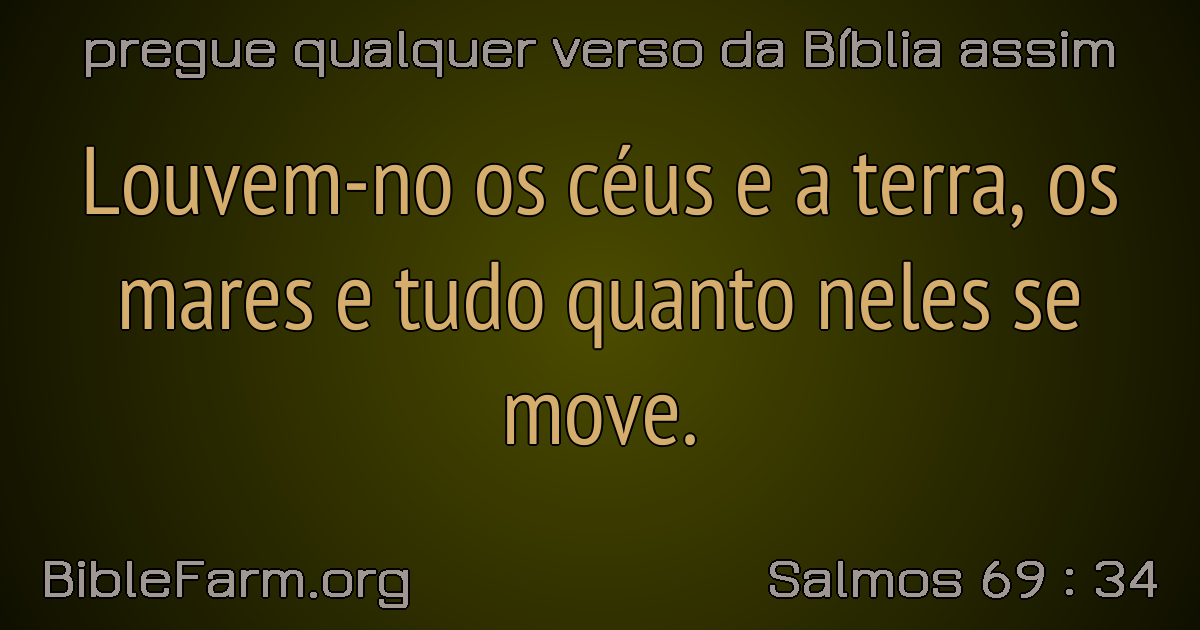 pregue qualquer verso da Bíblia assim
Louvem-no os céus e a terra, os
mares e tudo quanto neles se
move.
BibleFarm.org
Salmos 69 : 34